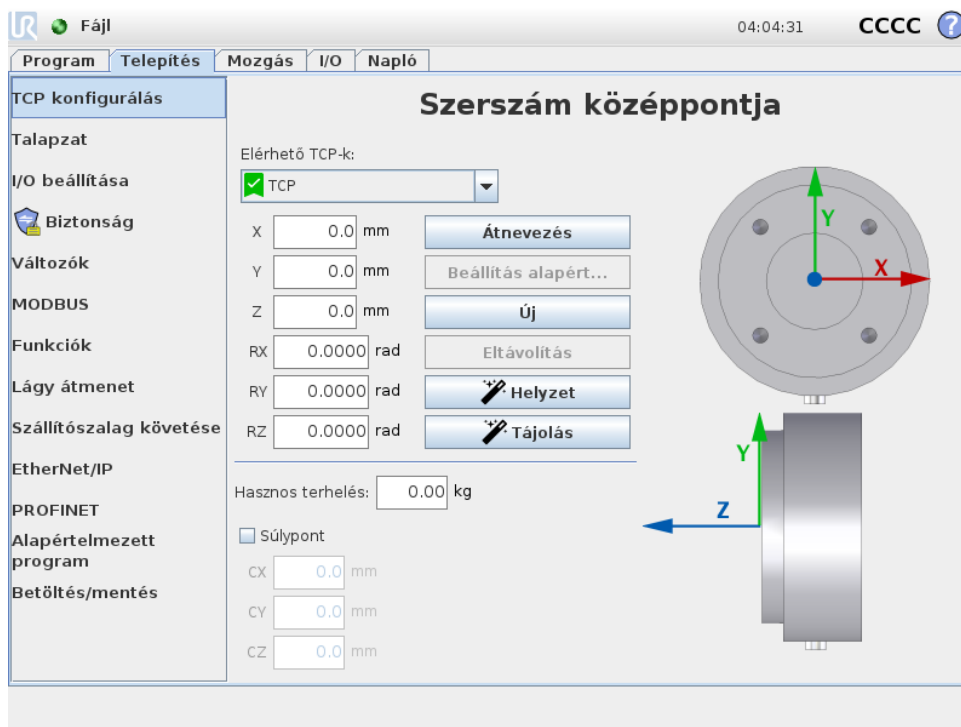 UR Fájl 04:04:31 CCCC ?
Program Telepítés Mozgás I/O Napló
TCP konfigurálás
Talapzat
I/O beállítása
Biztonság
Változók
MODBUS
Funkciók
Lágy átmenet
Szállítószalag követése
EtherNet/IP
PROFINET
Alapértelmezett
program
Betöltés/mentés
Szerszám középpontja
Elérhető TCP-k:
TCP
X 0.0 mm Átnevezés
Y 0.0 mm Beállítás alapért...
Z 0.0 mm Új
RX 0.0000 rad Eltávolítás
RY 0.0000 rad Helyzet
RZ 0.0000 rad Tájolás
Hasznos terhelés: 0.00 kg
Súlypont
CX 0.0 mm
CY 0.0 mm
CZ 0.0 mm
Y
X
Y
Z